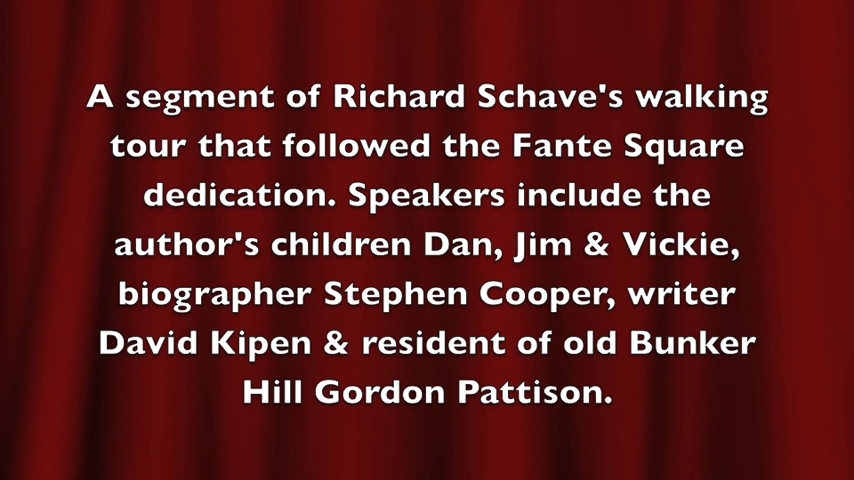 A segment of Richard Schave's walking
tour that followed the Fante Square
dedication. Speakers include the
author's children Dan, Jim & Vickie,
biographer Stephen Cooper, writer
David Kipen & resident of old Bunker
Hill Gordon Pattison.